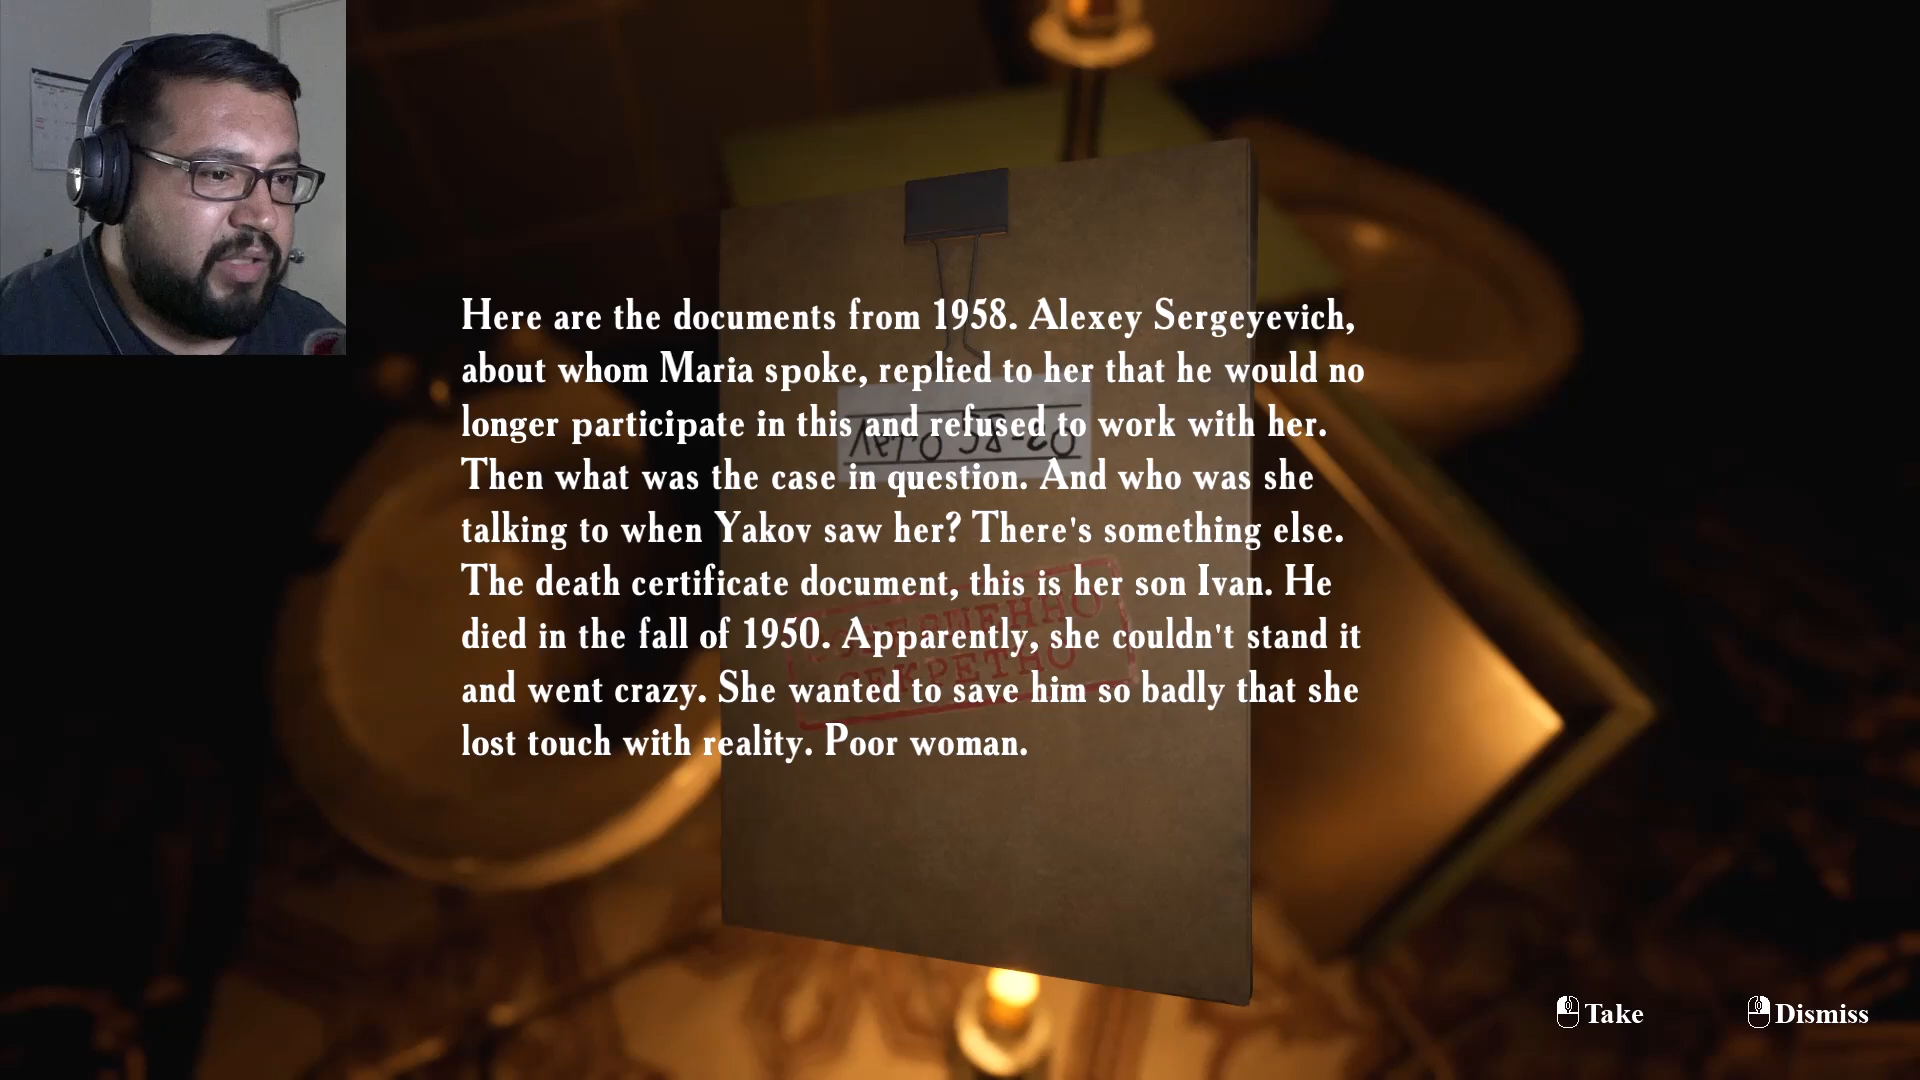 Here are the documents from 1958. Alexey Sergeyevich,
about whom Maria spoke, replied to her that he would no
longer participate in this and refused to work with her.
Then what was the case in question. And who was she
talking to when Yakov saw her? There's something else.
The death certificate document, this is her son Ivan. He
died in the fall of 1950. Apparently, she couldn't stand it
and went crazy. She wanted to save him so badly that she
lost touch with reality. Poor woman.
СЕКРЕТНО
Take
Dismiss